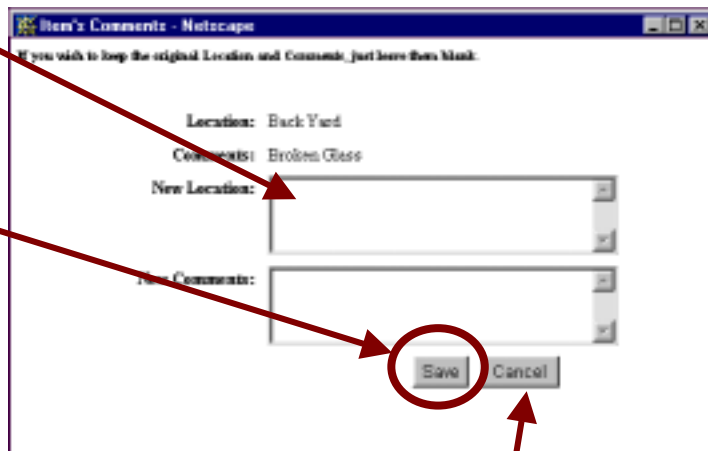 Item's Comments - Netscape
If you wish to keep the original Location and Comments, just leave them blank.
Location: Back Yard
Comments: Broken Glass
New Location:
New Comments:
Save Cancel